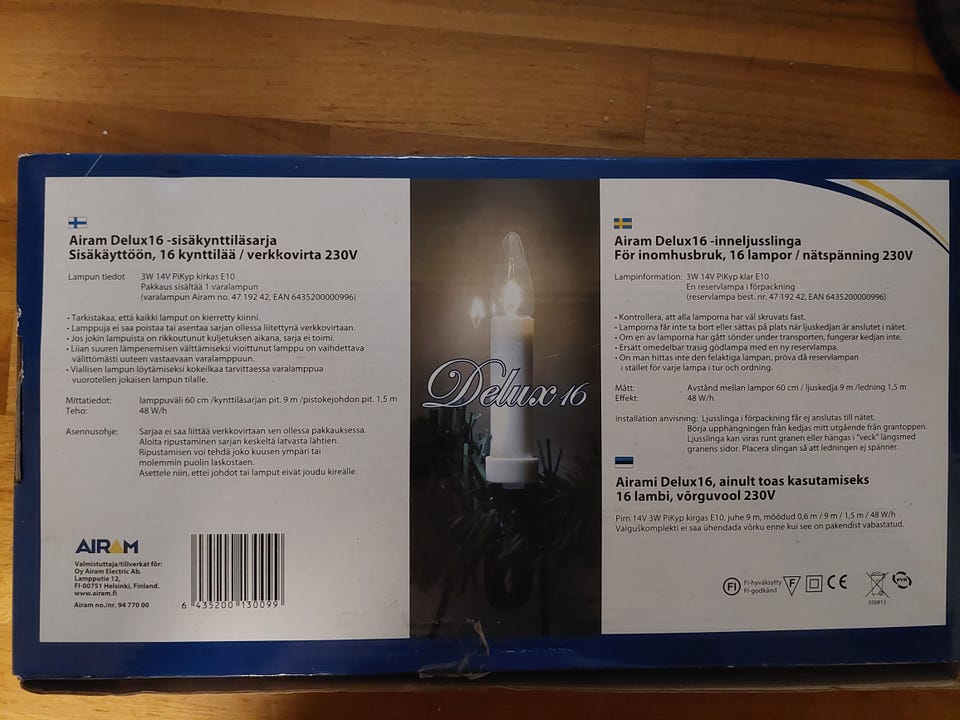 Airam Delux16 -sisäkynttiläsarja
Sisäkäyttöön, 16 kynttilää / verkkovirta 230V
Lampun tiedot 3W 14V PiKyp kirkas E10
Pakkaus sisältää 1 varalampun
(varalampun Airam no. 47 192 42, EAN 6435200000996)
• Tarkistakaa, että kaikki lamput on kierretty kiinni.
• Lamppuja ei saa poistaa tai asentaa sarjan ollessa liitettynä verkkovirtaan.
• Jos jokin lampuista on rikkoutunut kuljetuksen aikana, sarja ei toimi.
• Liian suuren lämpenemisen välttämiseksi vioittunut lamppu on vaihdettava
välittömästi uuteen vastaavaan varalamppuun.
• Viallisen lampun löytämiseksi kokeilkaa tarvittaessa varalamppua
vuorotellen jokaisen lampun tilalle.
Mittatiedot: lamppuväli 60 cm /kynttiläsarjan pit. 9 m /pistokejohdon pit. 1,5 m
Teho: 48 W/h
Asennusohje: Sarjaa ei saa liittää verkkovirtaan sen ollessa pakkauksessa.
Aloita ripustaminen sarjan keskeltä latvasta lähtien.
Ripustamisen voi tehdä joko kuusen ympäri tai
molemmin puolin laskostaen.
Asettele niin, ettei johdot tai lamput eivät joudu kireälle.
AIRAM
Valmistuttaja/tillverkat för:
Oy Airam Electric Ab,
Lampputie 12,
FI-00751 Helsinki, Finland.
www.airam.fi
Airam no./nr. 94 770 00
6 435200 130099
Delux 16
Airam Delux16 -inneljusslinga
För inomhusbruk, 16 lampor / nätspänning 230V
Lampinformation: 3W 14V PiKyp klar E10
En reservlampa i förpackning
(reservlampa best. nr. 47 192 42, EAN 6435200000996)
• Kontrollera, att alla lamporna har väl skruvats fast.
• Lamporna får inte ta bort eller sättas på plats när ljuskedjan är anslutet i nätet.
• Om en av lamporna har gått sönder under transporten, fungerar kedjan inte.
• Ersätt omedelbar trasig glödlampa med en ny reservlampa.
• On man hittas inte den felaktiga lampan, pröva då reservlampan
i stället för varje lampa i tur och ordning.
Mått: Avstånd mellan lampor 60 cm / ljuskedja 9 m /ledning 1,5 m
Effekt: 48 W/h
Installation anvisning: Ljusslinga i förpackning får ej anslutas till nätet.
Börja upphängningen från kedjas mitt utgående från grantoppen.
Ljusslinga kan viras runt granen eller hängas i "veck" längsmed
granens sidor. Placera slingan så att ledningen ej spänner.
Airami Delux16, ainult toas kasutamiseks
16 lambi, võrguvool 230V
Pirn 14V 3W PiKyp kirgas E10, juhe 9 m, mõõdud 0,6 m / 9 m / 1,5 m / 48 W/h
Valguskomplekti ei saa ühendada võrku enne kui see on pakendist vabastatud.
FI FI-hyväksytty F CE PYR
FI-godkänd
050813